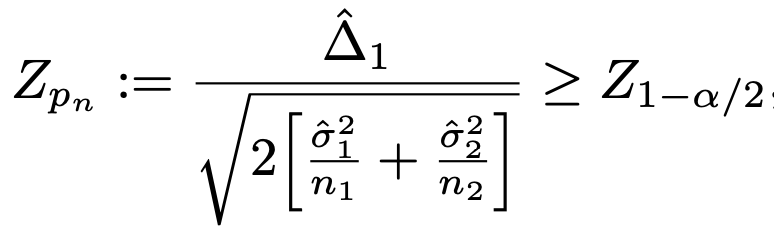 $Z_{p_n} := \frac{\hat{\Delta}_1}{\sqrt{2\left[\frac{\hat{\sigma}_1^2}{n_1} + \frac{\hat{\sigma}_2^2}{n_2}\right]}} \geq Z_{1-\alpha/2},$